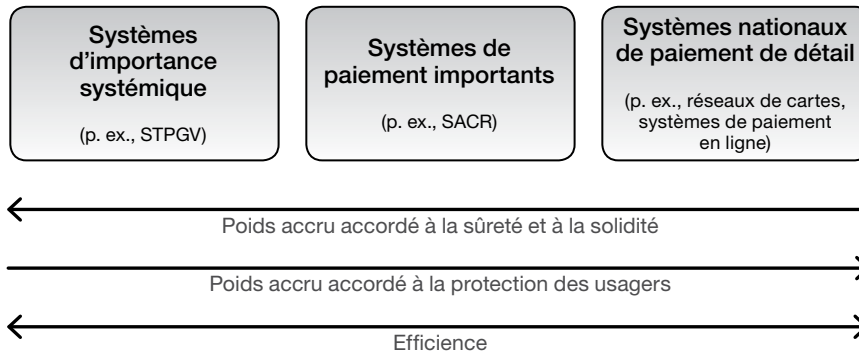 Systèmes
d’importance
systémique
(p. ex., STPGV)
Systèmes de
paiement importants
(p. ex., SACR)
Systèmes nationaux
de paiement de détail
(p. ex., réseaux de cartes,
systèmes de paiement
en ligne)
Poids accru accordé à la sûreté et à la solidité
Poids accru accordé à la protection des usagers
Efficience